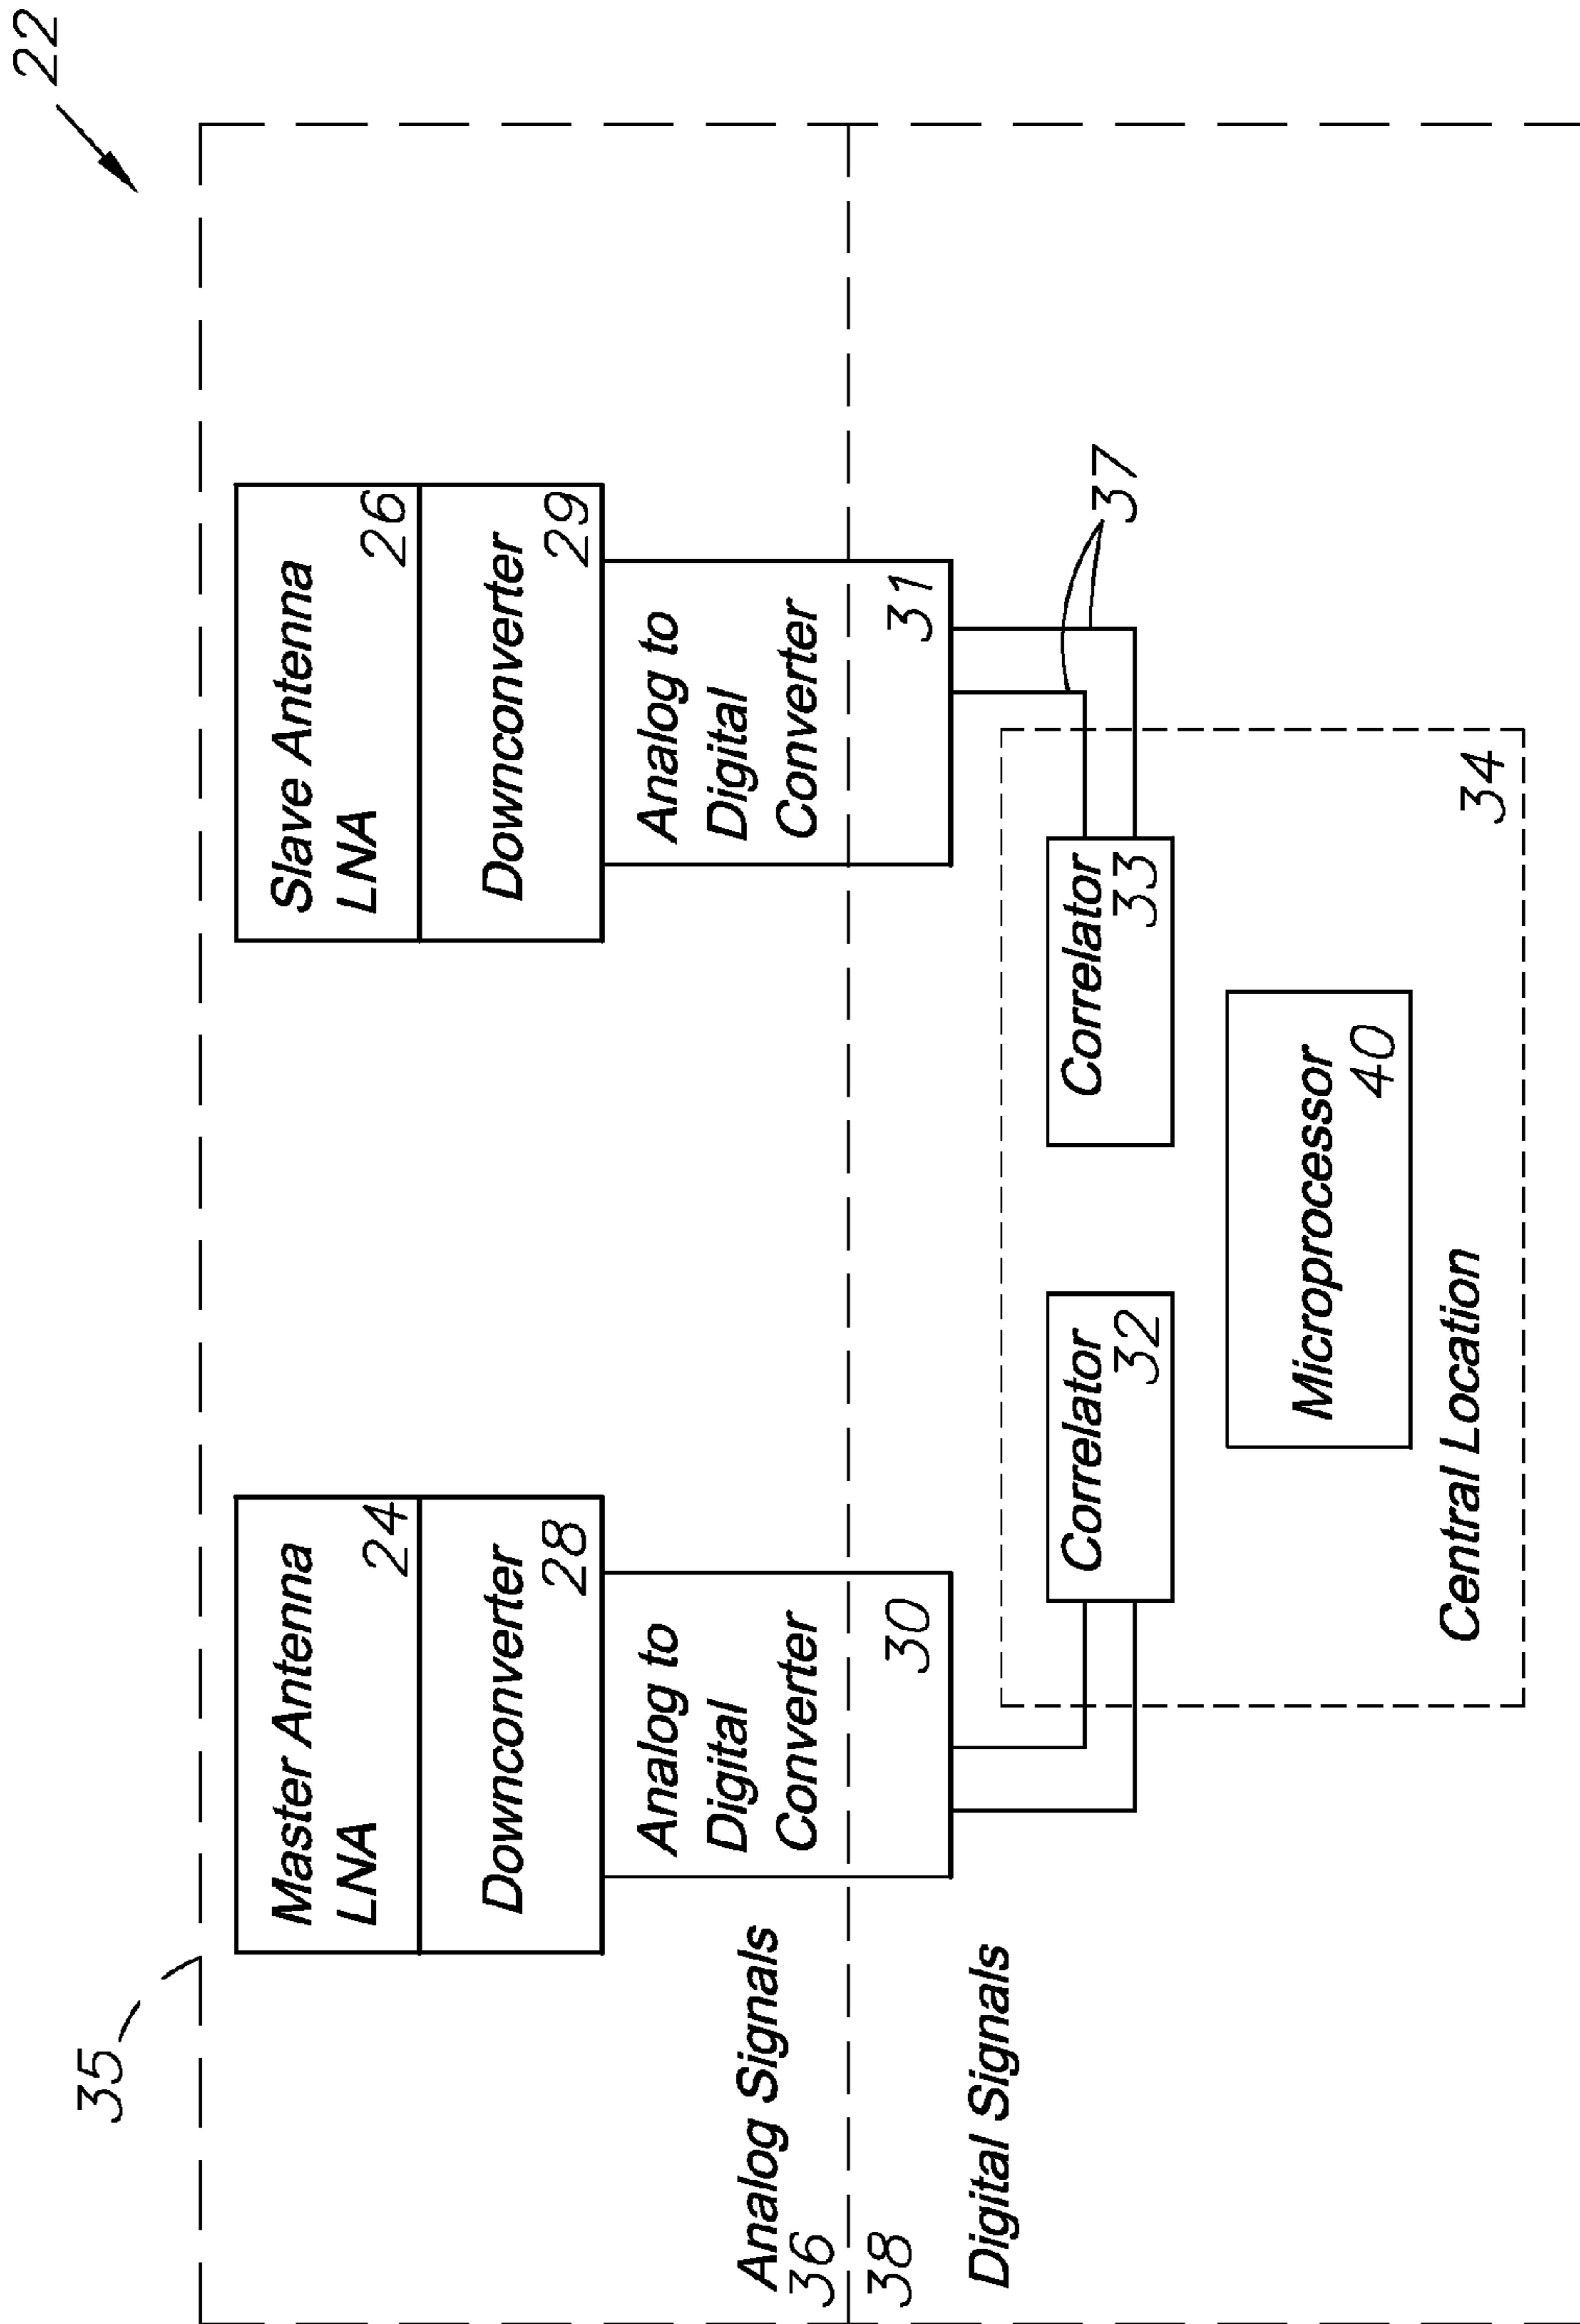 22
35
Master Antenna
LNA
24
Slave Antenna
LNA
26
Downconverter
28
Downconverter
29
Analog to
Digital
Converter
30
Analog to
Digital
Converter
31
Analog Signals
36
38
Digital Signals
37
Correlator
32
Correlator
33
Microprocessor
40
Central Location
34